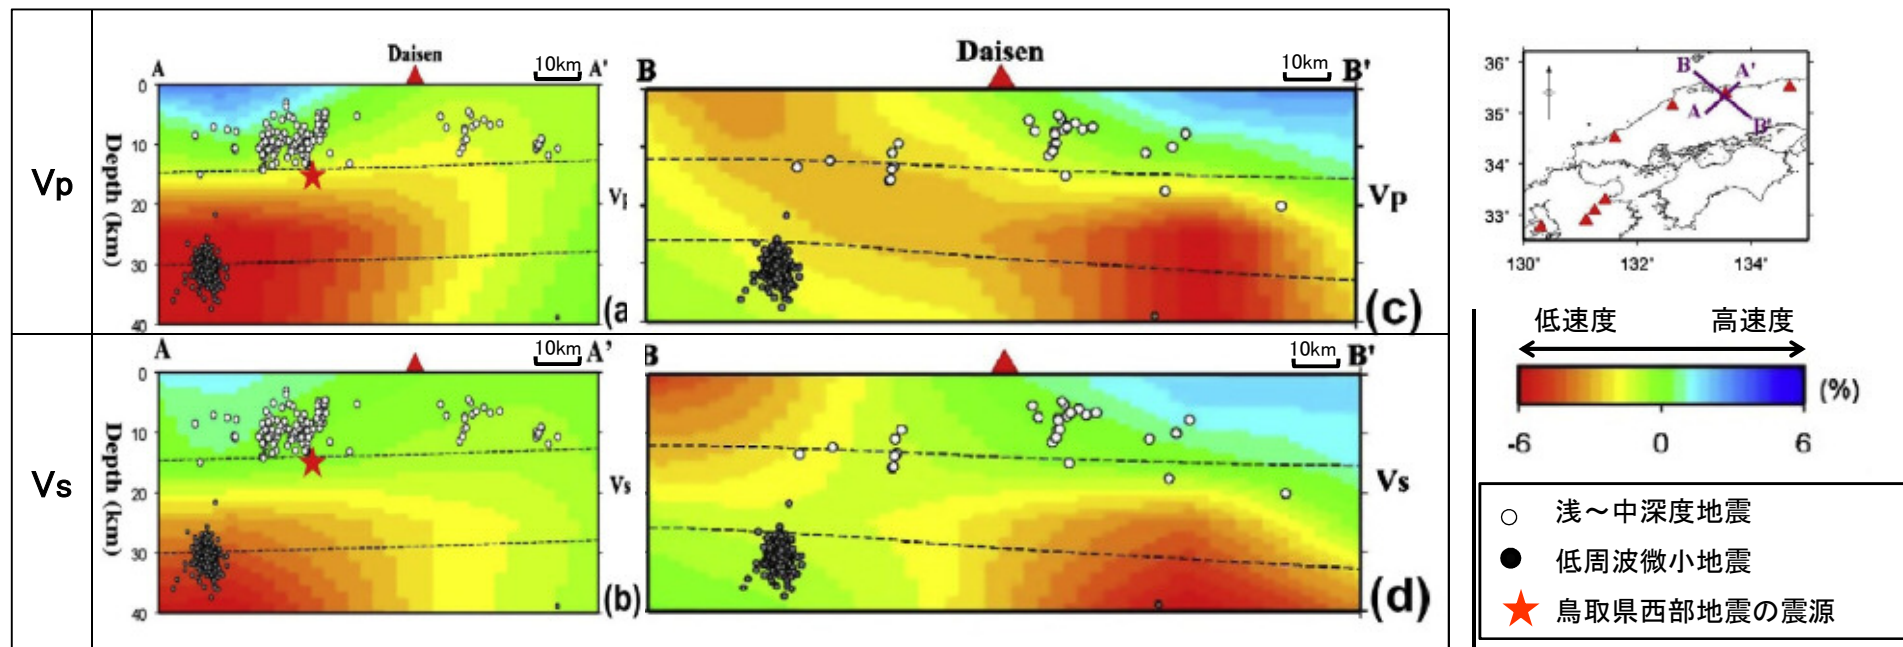 Vp
A
Daisen
10km
A'
0
10
20
30
40
Depth (km)
(a
B
Daisen
10km
B'
Vp
(c)
Vs
A
10km
A'
0
10
20
30
40
Depth (km)
Vs
(b)
B
10km
B'
Vs
(d)
36°
35°
34°
33°
130°
132°
134°
B
A'
A
B'
低速度 高速度
(%)
-6 0 6
浅～中深度地震
低周波微小地震
鳥取県西部地震の震源